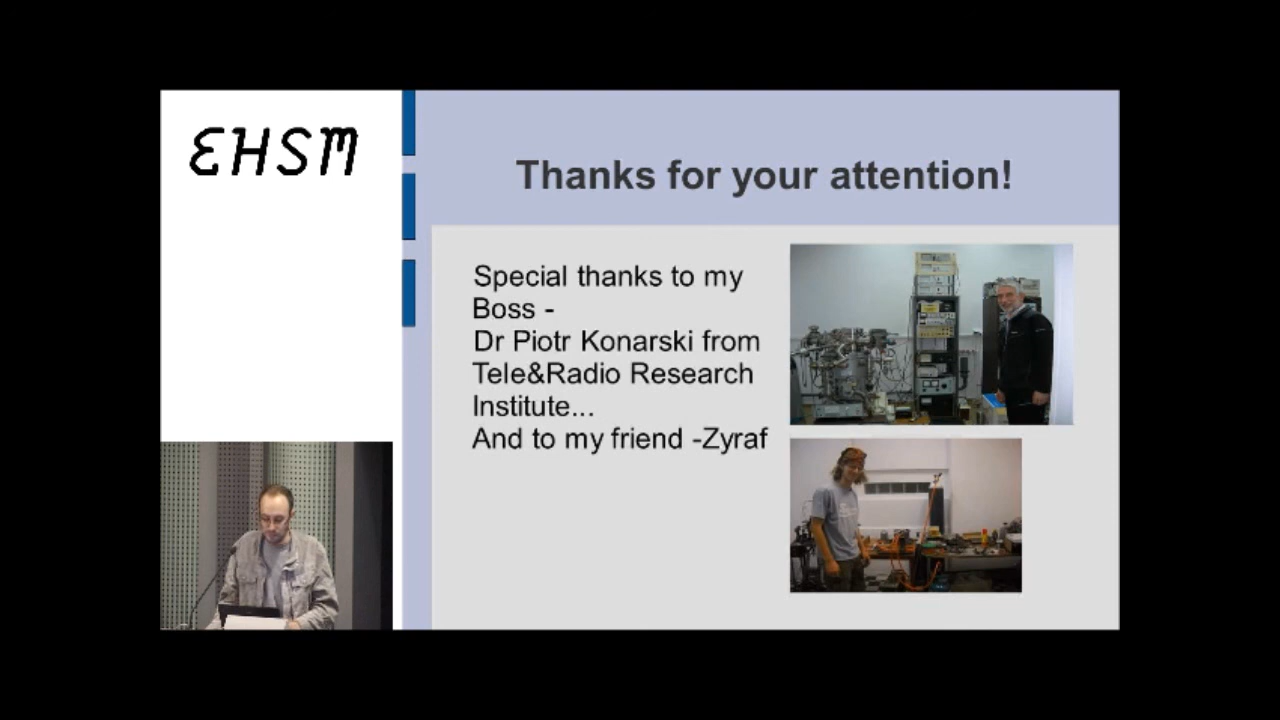 EHSM
Thanks for your attention!
Special thanks to my
Boss -
Dr Piotr Konarski from
Tele&Radio Research
Institute...
And to my friend -Zyraf